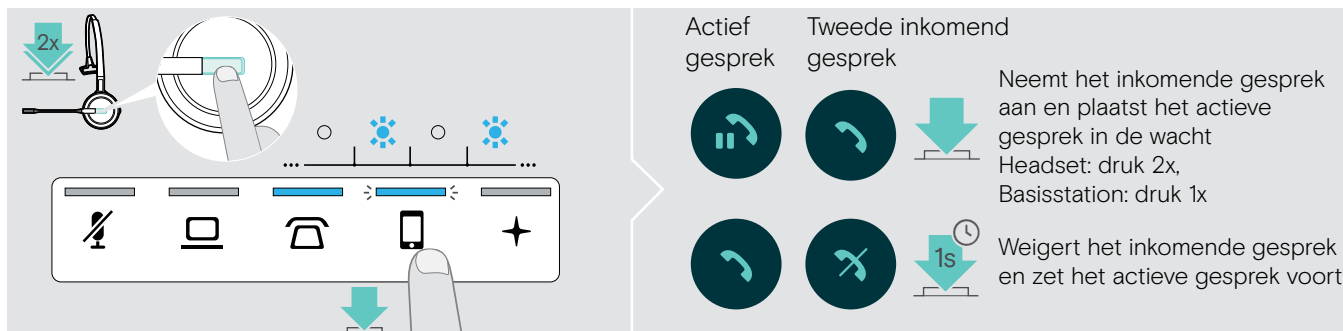 2x
Actief
gesprek
Tweede inkomend
gesprek
Neemt het inkomende gesprek
aan en plaatst het actieve
gesprek in de wacht
Headset: druk 2x,
Basisstation: druk 1x
1s
Weigert het inkomende gesprek
en zet het actieve gesprek voort